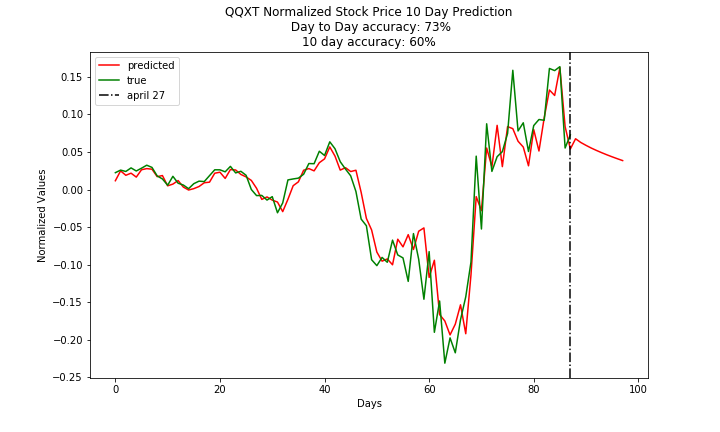 QQXT Normalized Stock Price 10 Day Prediction
Day to Day accuracy: 73%
10 day accuracy: 60%
predicted
true
april 27
0.15
0.10
0.05
0.00
−0.05
−0.10
−0.15
−0.20
−0.25
Normalized Values
0 20 40 60 80 100
Days